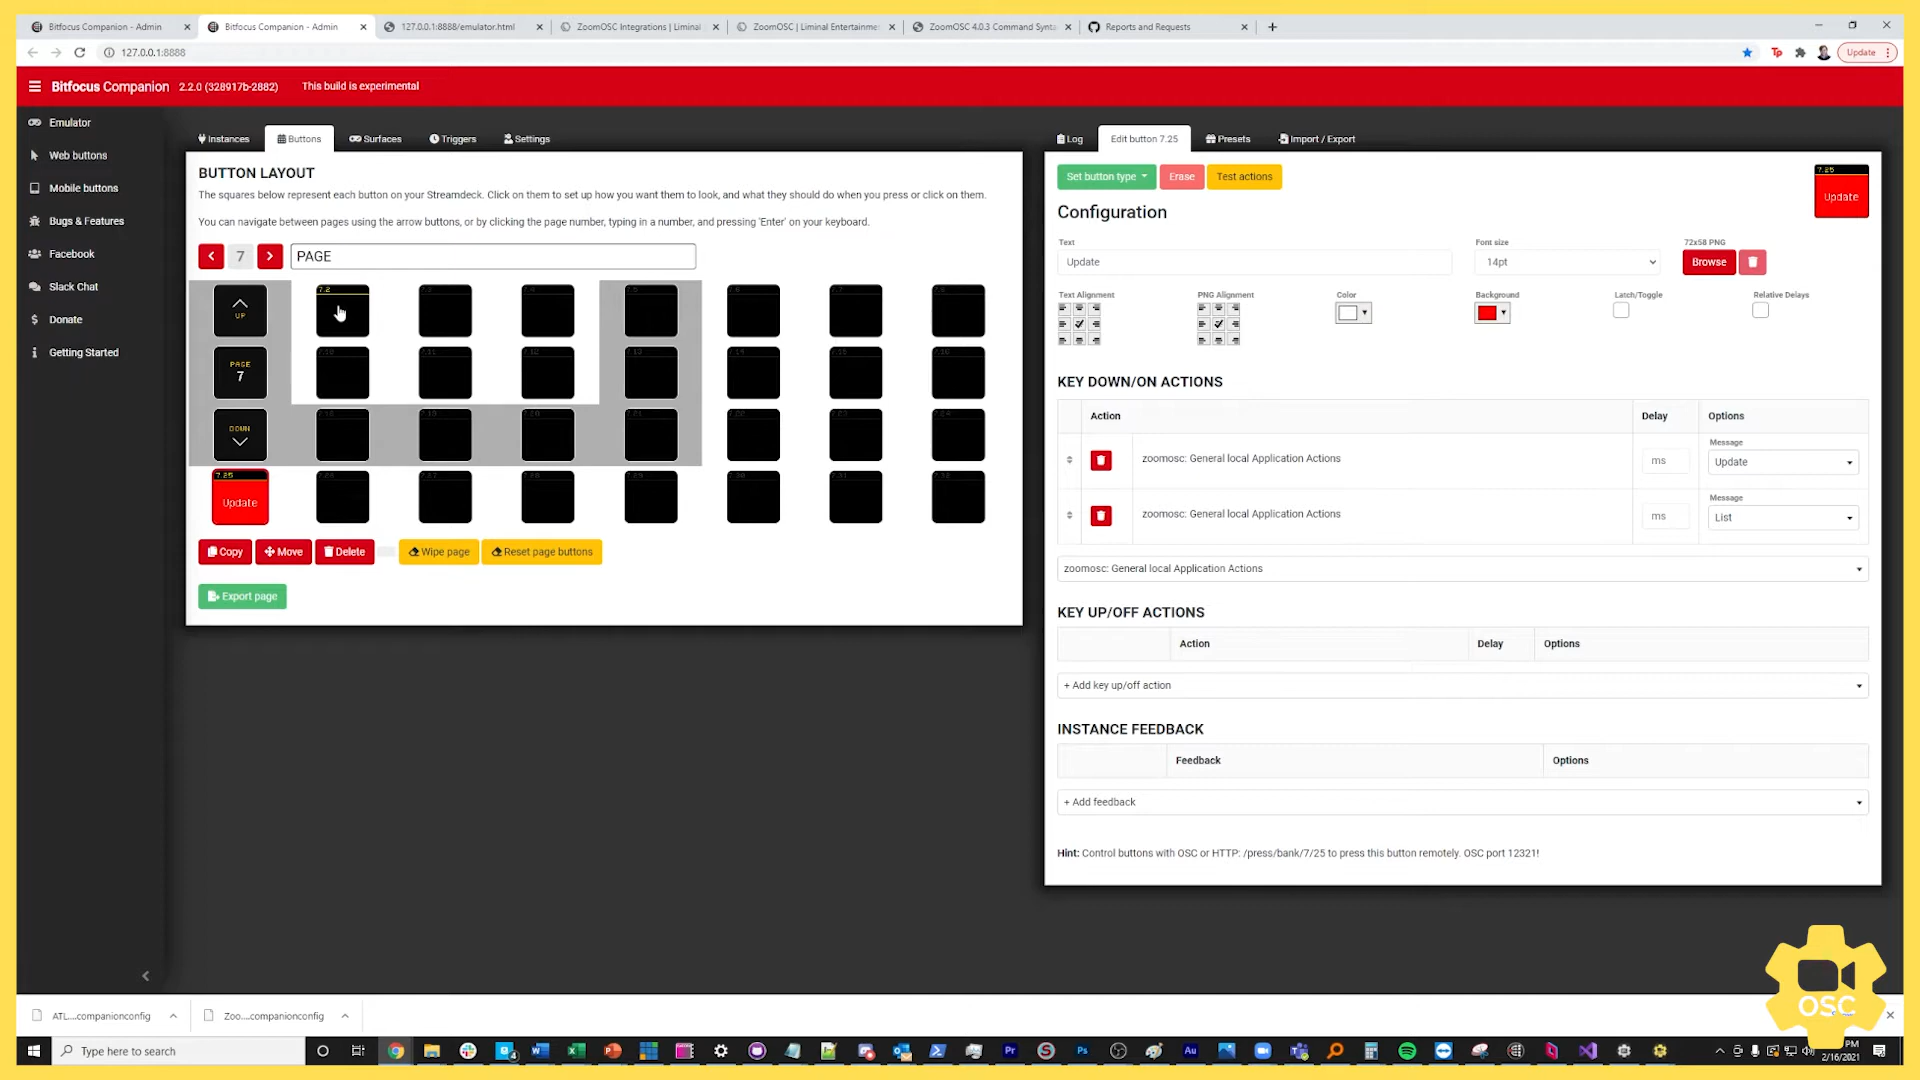 Bitfocus Companion - Admin
Bitfocus Companion - Admin
127.0.0.1:8888/emulator.html
ZoomOSC Integrations | Liminal
ZoomOSC | Liminal Entertainme
ZoomOSC 4.0.3 Command Synta
Reports and Requests
127.0.0.1:8888
Update
Bitfocus Companion 2.2.0 (328917b-2882) This build is experimental
Emulator
Web buttons
Mobile buttons
Bugs & Features
Facebook
Slack Chat
Donate
Getting Started
Instances
Buttons
Surfaces
Triggers
Settings
BUTTON LAYOUT
The squares below represent each button on your Streamdeck. Click on them to set up how you want them to look, and what they should do when you press or click on them.
You can navigate between pages using the arrow buttons, or by clicking the page number, typing in a number, and pressing 'Enter' on your keyboard.
7 PAGE
UP
7.2
PAGE
7
DOWN
7.25
Update
Copy
Move
Delete
Wipe page
Reset page buttons
Export page
Log
Edit button 7.25
Presets
Import / Export
Set button type
Erase
Test actions
7.25
Update
Configuration
Text
Update
Font size
14pt
72x58 PNG
Browse
Text Alignment
PNG Alignment
Color
Background
Latch/Toggle
Relative Delays
KEY DOWN/ON ACTIONS
Action Delay Options
zoomosc: General local Application Actions ms
Message
Update
zoomosc: General local Application Actions ms
Message
List
zoomosc: General local Application Actions
KEY UP/OFF ACTIONS
Action Delay Options
+ Add key up/off action
INSTANCE FEEDBACK
Feedback Options
+ Add feedback
Hint: Control buttons with OSC or HTTP: /press/bank/7/25 to press this button remotely. OSC port 12321!
OSC
ATL....companionconfig
Zoo....companionconfig
Type here to search
PM
2/16/2021